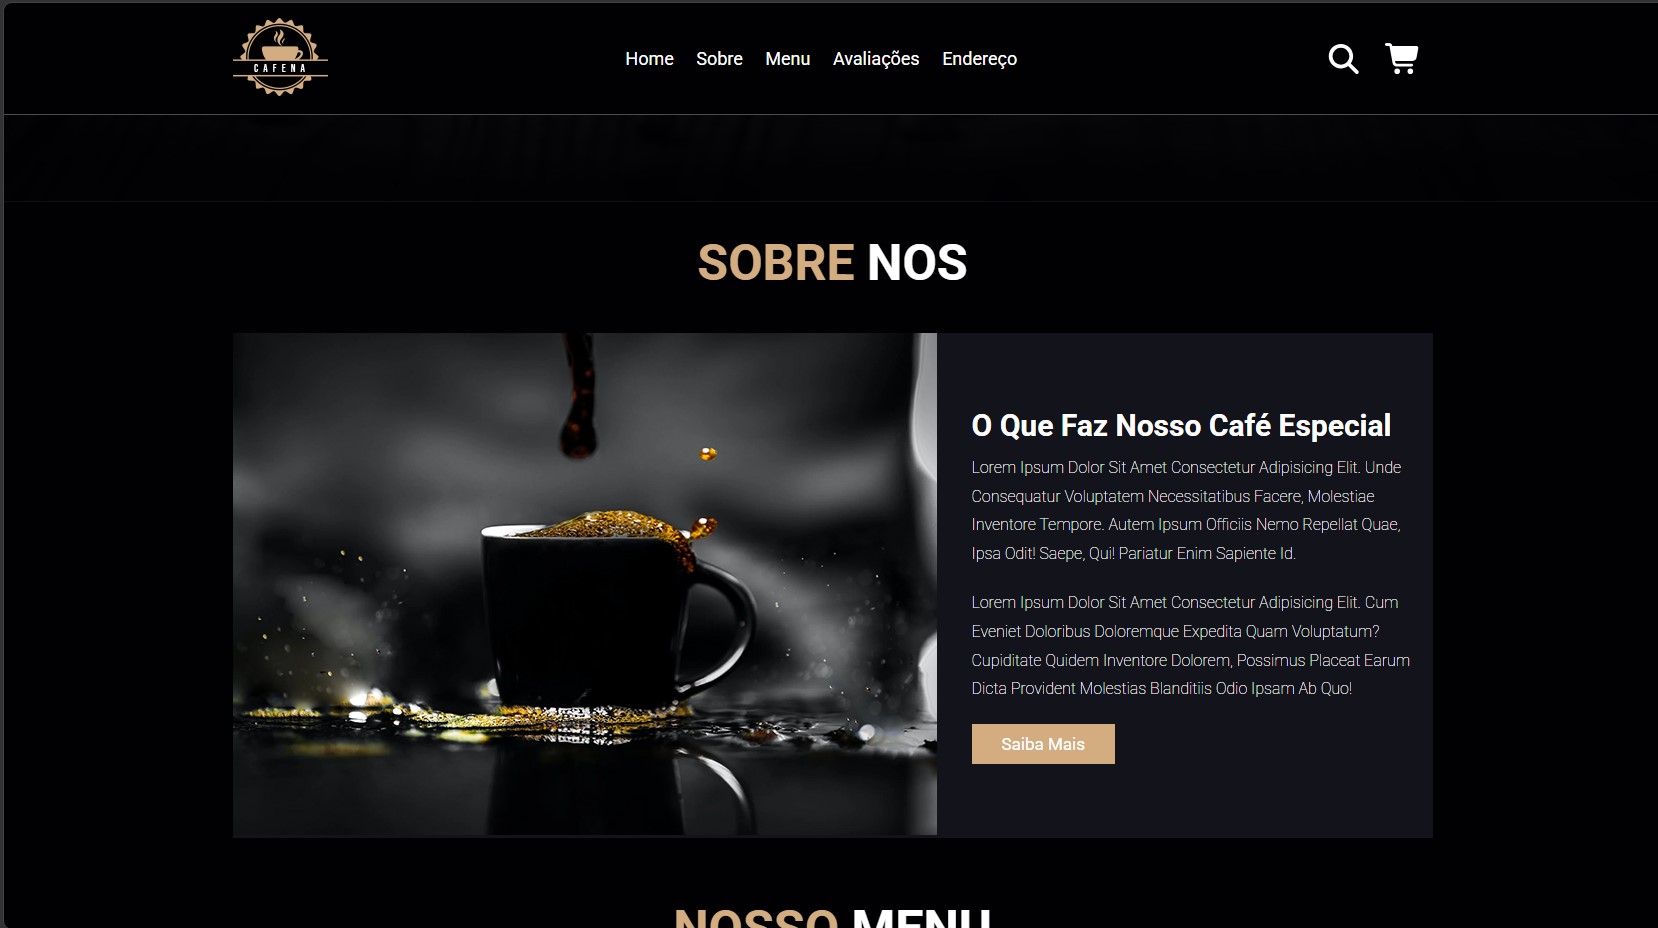 CAFENA
Home Sobre Menu Avaliações Endereço
SOBRE NOS
O Que Faz Nosso Café Especial
Lorem Ipsum Dolor Sit Amet Consectetur Adipisicing Elit. Unde
Consequatur Voluptatem Necessitatibus Facere, Molestiae
Inventore Tempore. Autem Ipsum Officiis Nemo Repellat Quae,
Ipsa Odit! Saepe, Qui! Pariatur Enim Sapiente Id.
Lorem Ipsum Dolor Sit Amet Consectetur Adipisicing Elit. Cum
Eveniet Doloribus Doloremque Expedita Quam Voluptatum?
Cupiditate Quidem Inventore Dolorem, Possimus Placeat Earum
Dicta Provident Molestias Blanditiis Odio Ipsam Ab Quo!
Saiba Mais
NOSSO MENU